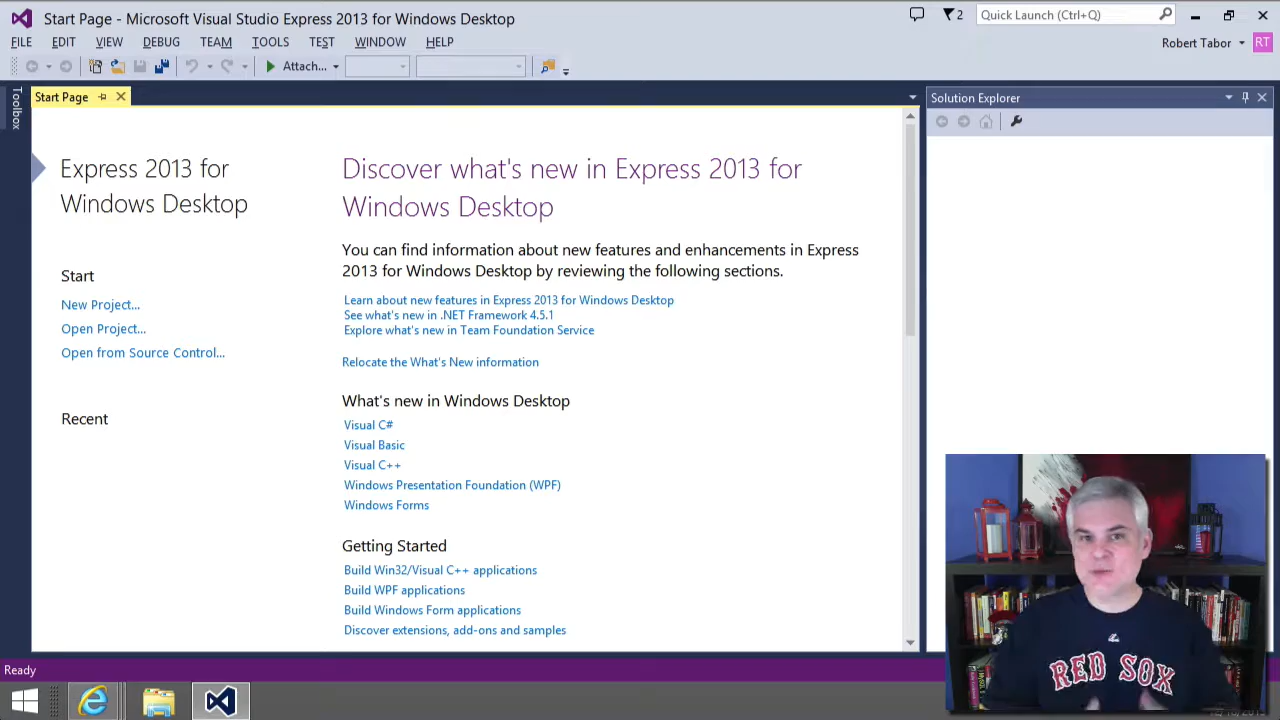 Start Page - Microsoft Visual Studio Express 2013 for Windows Desktop
2
Quick Launch (Ctrl+Q)
FILE EDIT VIEW DEBUG TEAM TOOLS TEST WINDOW HELP
Robert Tabor
RT
Attach...
Toolbox
Start Page
Solution Explorer
Express 2013 for
Windows Desktop
Start
New Project...
Open Project...
Open from Source Control...
Recent
Discover what's new in Express 2013 for
Windows Desktop
You can find information about new features and enhancements in Express
2013 for Windows Desktop by reviewing the following sections.
Learn about new features in Express 2013 for Windows Desktop
See what's new in .NET Framework 4.5.1
Explore what's new in Team Foundation Service
Relocate the What's New information
What's new in Windows Desktop
Visual C#
Visual Basic
Visual C++
Windows Presentation Foundation (WPF)
Windows Forms
Getting Started
Build Win32/Visual C++ applications
Build WPF applications
Build Windows Form applications
Discover extensions, add-ons and samples
RED SOX
Ready